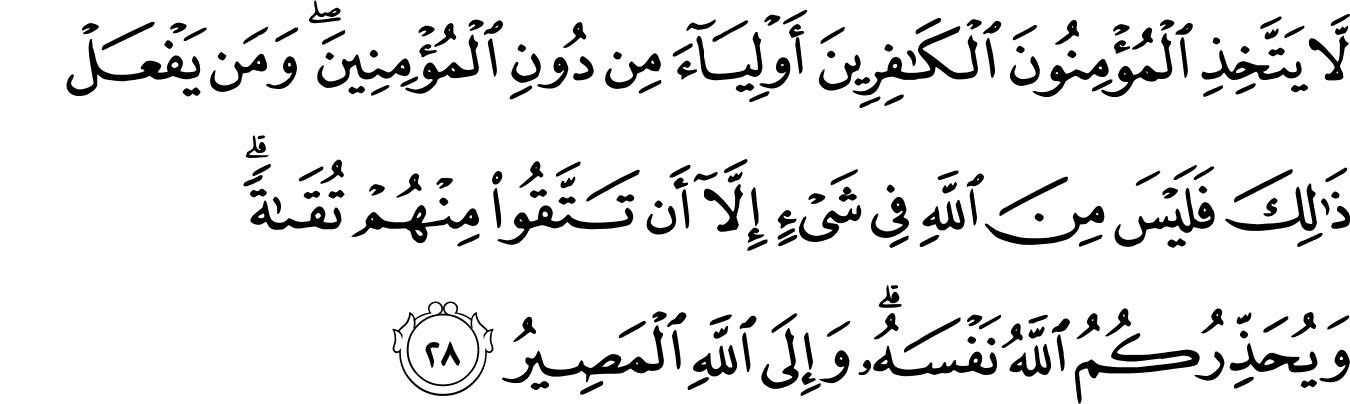 لَّا يَتَّخِذِ ٱلْمُؤْمِنُونَ ٱلْكَـٰفِرِينَ أَوْلِيَآءَ مِن دُونِ ٱلْمُؤْمِنِينَ ۖ وَمَن يَفْعَلْ
ذَٰلِكَ فَلَيْسَ مِنَ ٱللَّهِ فِى شَىْءٍ إِلَّآ أَن تَتَّقُوا۟ مِنْهُمْ تُقَىٰةً ۗ
وَيُحَذِّرُكُمُ ٱللَّهُ نَفْسَهُۥ ۗ وَإِلَى ٱللَّهِ ٱلْمَصِيرُ ٢٨